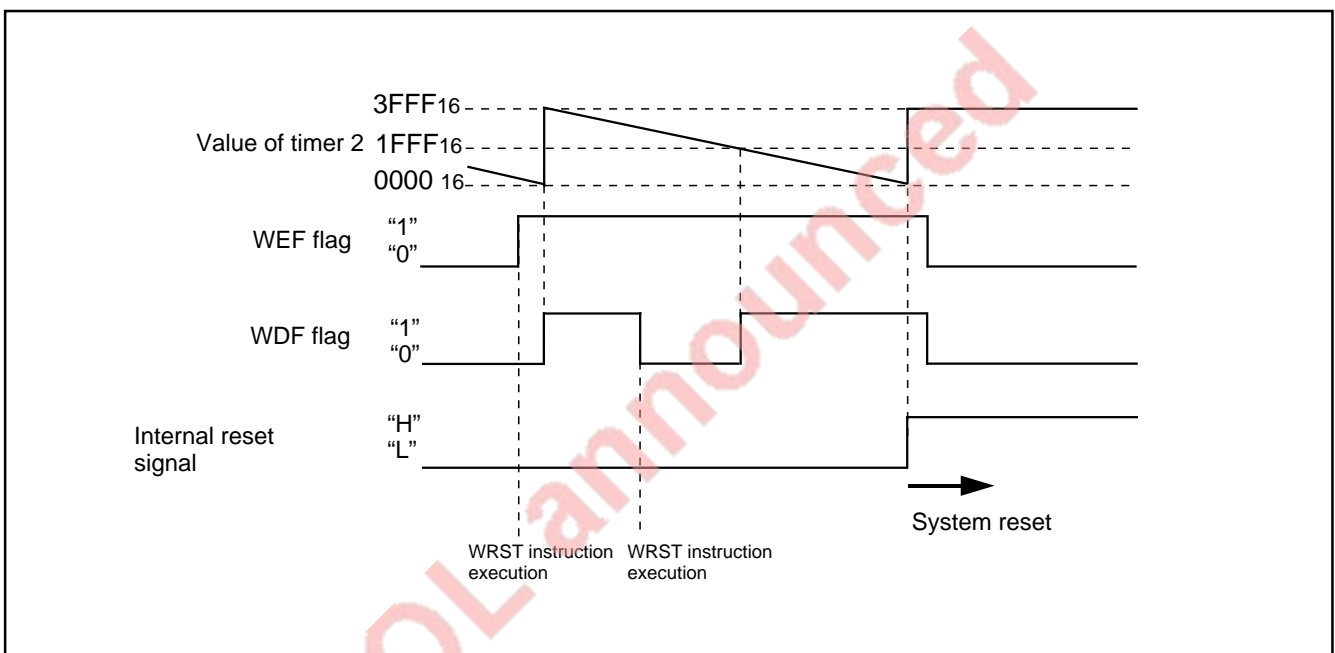 3FFF16
Value of timer 2 1FFF16
0000 16
WEF flag
“1”
“0”
WDF flag
“1”
“0”
Internal reset
signal
“H”
“L”
System reset
WRST instruction
execution
WRST instruction
execution
OL announced